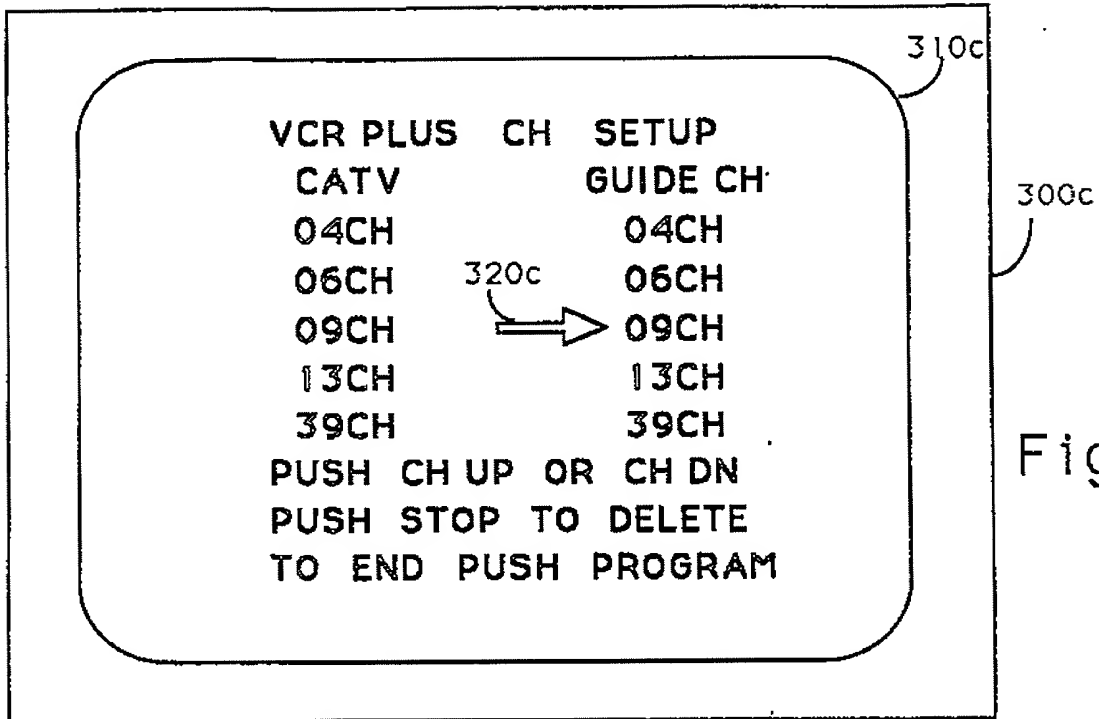 310c
VCR PLUS CH SETUP
CATV GUIDE CH
300c
04CH 04CH
06CH 320c 06CH
09CH 09CH
13CH 13CH
39CH 39CH
PUSH CH UP OR CH DN
PUSH STOP TO DELETE
TO END PUSH PROGRAM